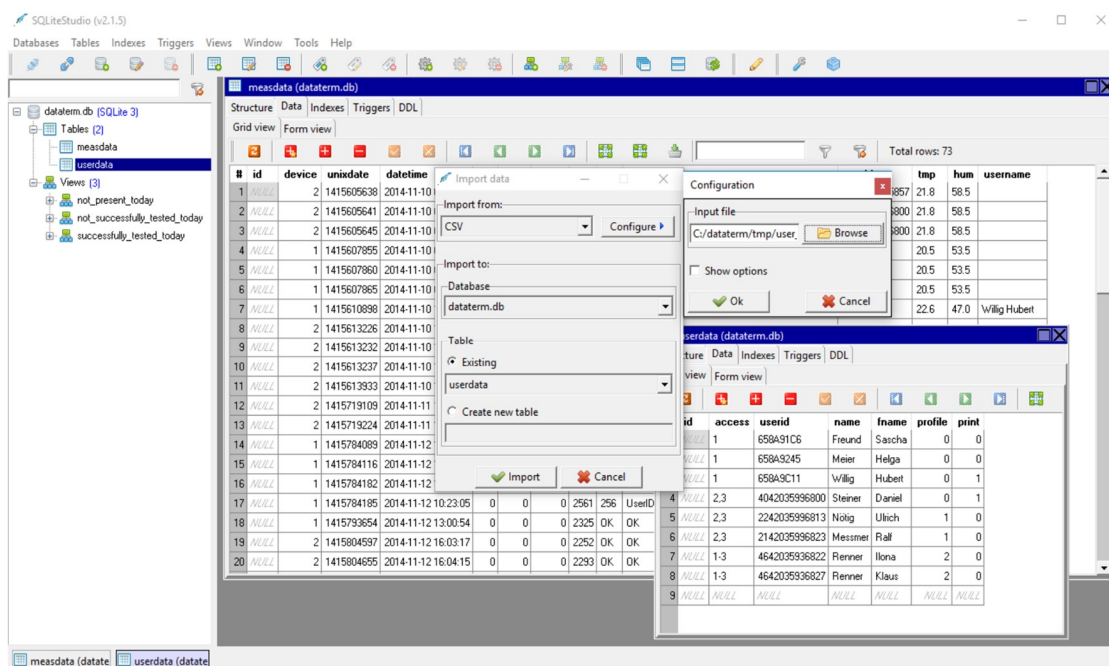 SQLiteStudio (v2.1.5)
Databases Tables Indexes Triggers Views Window Tools Help
dataterm.db (SQLite 3)
Tables (2)
measdata
userdata
Views (3)
not_present_today
not_successfully_tested_today
successfully_tested_today
measdata (dataterm.db)
Structure Data Indexes Triggers DDL
Grid view Form view
Total rows: 73
# id device unixdate datetime tmp hum username
1 NULL 2 1415605638 2014-11-10 857 21.8 58.5
2 NULL 2 1415605641 2014-11-10 800 21.8 58.5
3 NULL 2 1415605645 2014-11-10 800 21.8 58.5
4 NULL 1 1415607855 2014-11-10 20.5 53.5
5 NULL 1 1415607860 2014-11-10 20.5 53.5
6 NULL 1 1415607865 2014-11-10 20.5 53.5
7 NULL 1 1415610898 2014-11-10 22.6 47.0 Willig Hubert
8 NULL 2 1415613226 2014-11-10
9 NULL 2 1415613232 2014-11-10
10 NULL 2 1415613237 2014-11-10
11 NULL 2 1415613933 2014-11-10
12 NULL 2 1415719109 2014-11-11
13 NULL 2 1415719224 2014-11-11
14 NULL 1 1415784089 2014-11-12
15 NULL 1 1415784116 2014-11-12
16 NULL 1 1415784182 2014-11-12
17 NULL 1 1415784185 2014-11-12 10:23:05 0 0 0 2561 256 UserID
18 NULL 1 1415793654 2014-11-12 13:00:54 0 0 0 2325 OK OK
19 NULL 2 1415804597 2014-11-12 16:03:17 0 0 0 2252 OK OK
20 NULL 2 1415804655 2014-11-12 16:04:15 0 0 0 2293 OK OK
Import data
Import from:
CSV
Configure
Import to:
Database
dataterm.db
Table
Existing
userdata
Create new table
Import Cancel
Configuration
x
Input file
C:/dataterm/tmp/user_
Browse
Show options
Ok Cancel
userdata (dataterm.db)
ture Data Indexes Triggers DDL
view Form view
id access userid name fname profile print
NULL 1 658A91C6 Freund Sascha 0 0
NULL 1 658A9245 Meier Helga 0 0
NULL 1 658A9C11 Willig Hubert 0 1
4 NULL 2,3 4042035996800 Steiner Daniel 0 1
5 NULL 2,3 2242035996813 Nötig Ulrich 1 0
6 NULL 2,3 2142035996823 Messmer Ralf 1 0
7 NULL 1-3 4642035936822 Renner Ilona 2 0
8 NULL 1-3 4642035936827 Renner Klaus 2 0
9 NULL NULL NULL NULL NULL NULL NULL
measdata (datate
userdata (datate